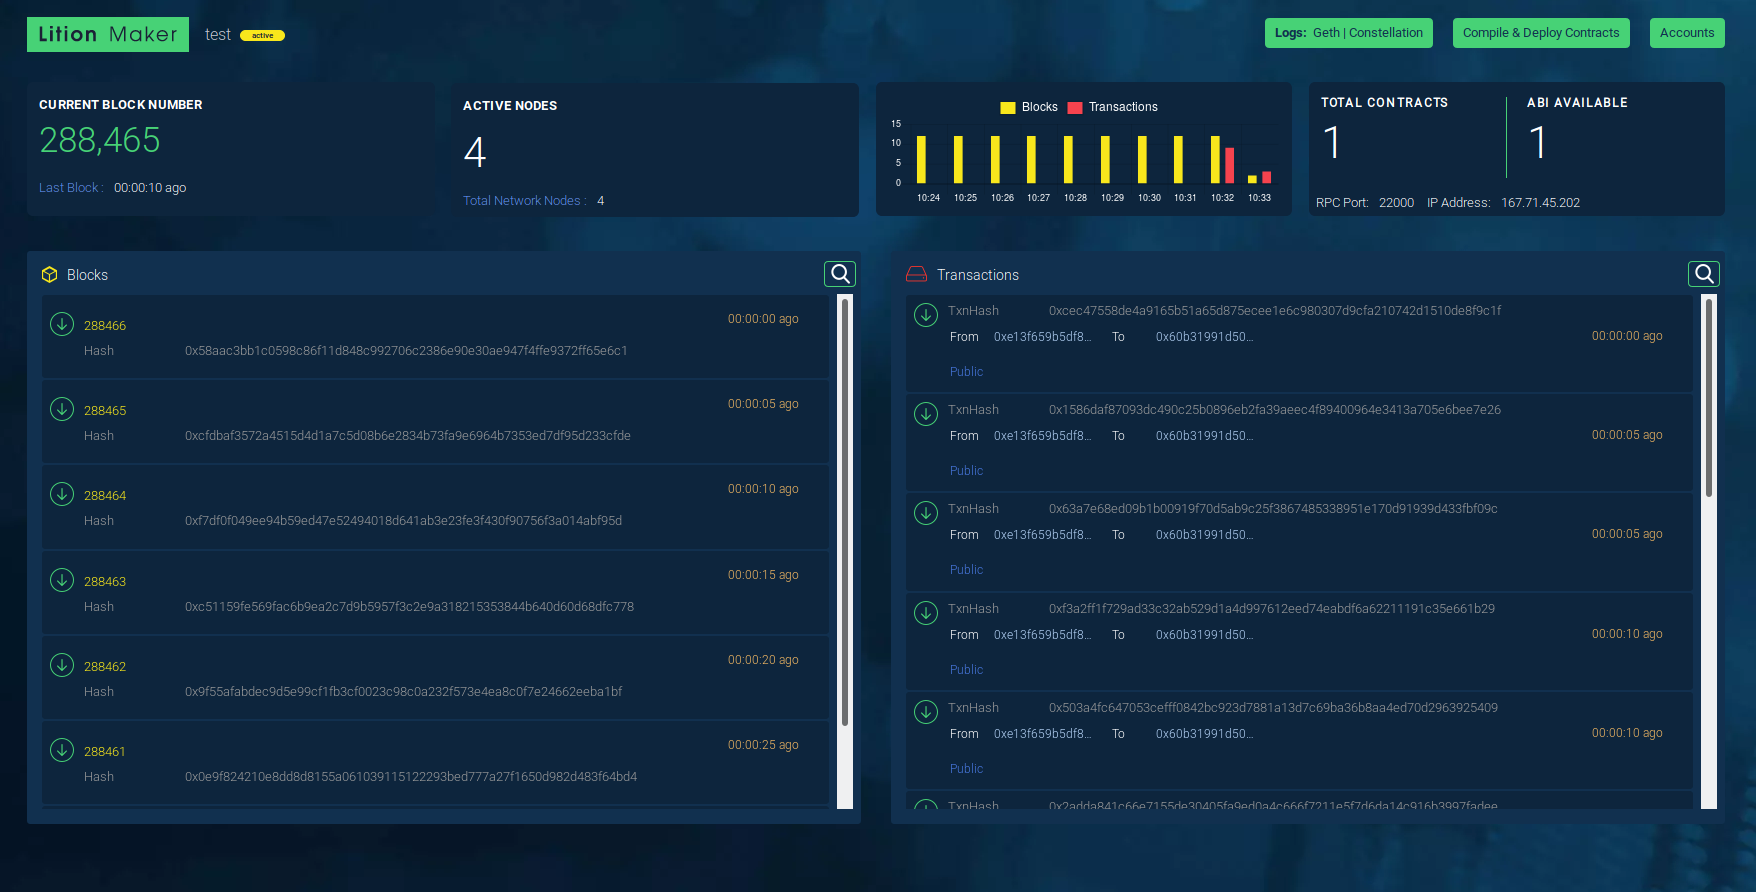 Lition Maker test active Logs: Geth | Constellation Compile & Deploy Contracts Accounts
CURRENT BLOCK NUMBER
288,465
Last Block : 00:00:10 ago
ACTIVE NODES
4
Total Network Nodes : 4
Blocks Transactions
15
10
5
0
10:24 10:25 10:26 10:27 10:28 10:29 10:30 10:31 10:32 10:33
TOTAL CONTRACTS ABI AVAILABLE
1 1
RPC Port: 22000 IP Address: 167.71.45.202
Blocks
288466 00:00:00 ago
Hash 0x58aac3bb1c0598c86f11d848c992706c2386e90e30ae947f4ffe9372ff65e6c1
288465 00:00:05 ago
Hash 0xcfdbaf3572a4515d4d1a7c5d08b6e2834b73fa9e6964b7353ed7df95d233cfde
288464 00:00:10 ago
Hash 0xf7df0f049ee94b59ed47e52494018d641ab3e23fe3f430f90756f3a014abf95d
288463 00:00:15 ago
Hash 0xc51159fe569fac6b9ea2c7d9b5957f3c2e9a318215353844b640d60d68dfc778
288462 00:00:20 ago
Hash 0x9f55afabdec9d5e99cf1fb3cf0023c98c0a232f573e4ea8c0f7e24662eeba1bf
288461 00:00:25 ago
Hash 0x0e9f824210e8dd8d8155a061039115122293bed777a27f1650d982d483f64bd4
Transactions
TxnHash 0xcec47558de4a9165b51a65d875ecee1e6c980307d9cfa210742d1510de8f9c1f
From 0xe13f659b5df8... To 0x60b31991d50... 00:00:00 ago
Public
TxnHash 0x1586daf87093dc490c25b0896eb2fa39aeec4f89400964e3413a705e6bee7e26
From 0xe13f659b5df8... To 0x60b31991d50... 00:00:05 ago
Public
TxnHash 0x63a7e68ed09b1b00919f70d5ab9c25f3867485338951e170d91939d433fbf09c
From 0xe13f659b5df8... To 0x60b31991d50... 00:00:05 ago
Public
TxnHash 0xf3a2ff1f729ad33c32ab529d1a4d997612eed74eabdf6a62211191c35e661b29
From 0xe13f659b5df8... To 0x60b31991d50... 00:00:10 ago
Public
TxnHash 0x503a4fc647053cefff0842bc923d7881a13d7c69ba36b8aa4ed70d2963925409
From 0xe13f659b5df8... To 0x60b31991d50... 00:00:10 ago
Public
TxnHash 0x2adda841c66e7155de30405fa9ed0a4c666f7211e5f7d6da14c916b3997fadee